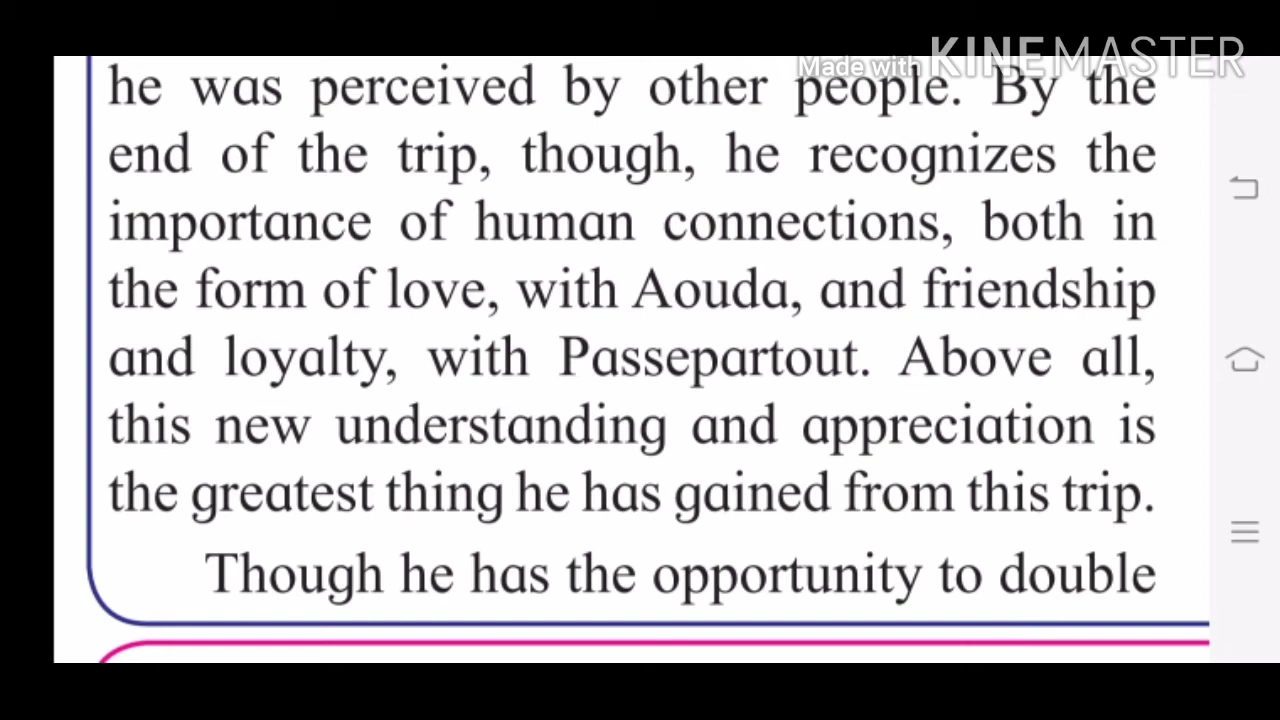 Made with KINEMASTER
he was perceived by other people. By the
end of the trip, though, he recognizes the
importance of human connections, both in
the form of love, with Aouda, and friendship
and loyalty, with Passepartout. Above all,
this new understanding and appreciation is
the greatest thing he has gained from this trip.
Though he has the opportunity to double